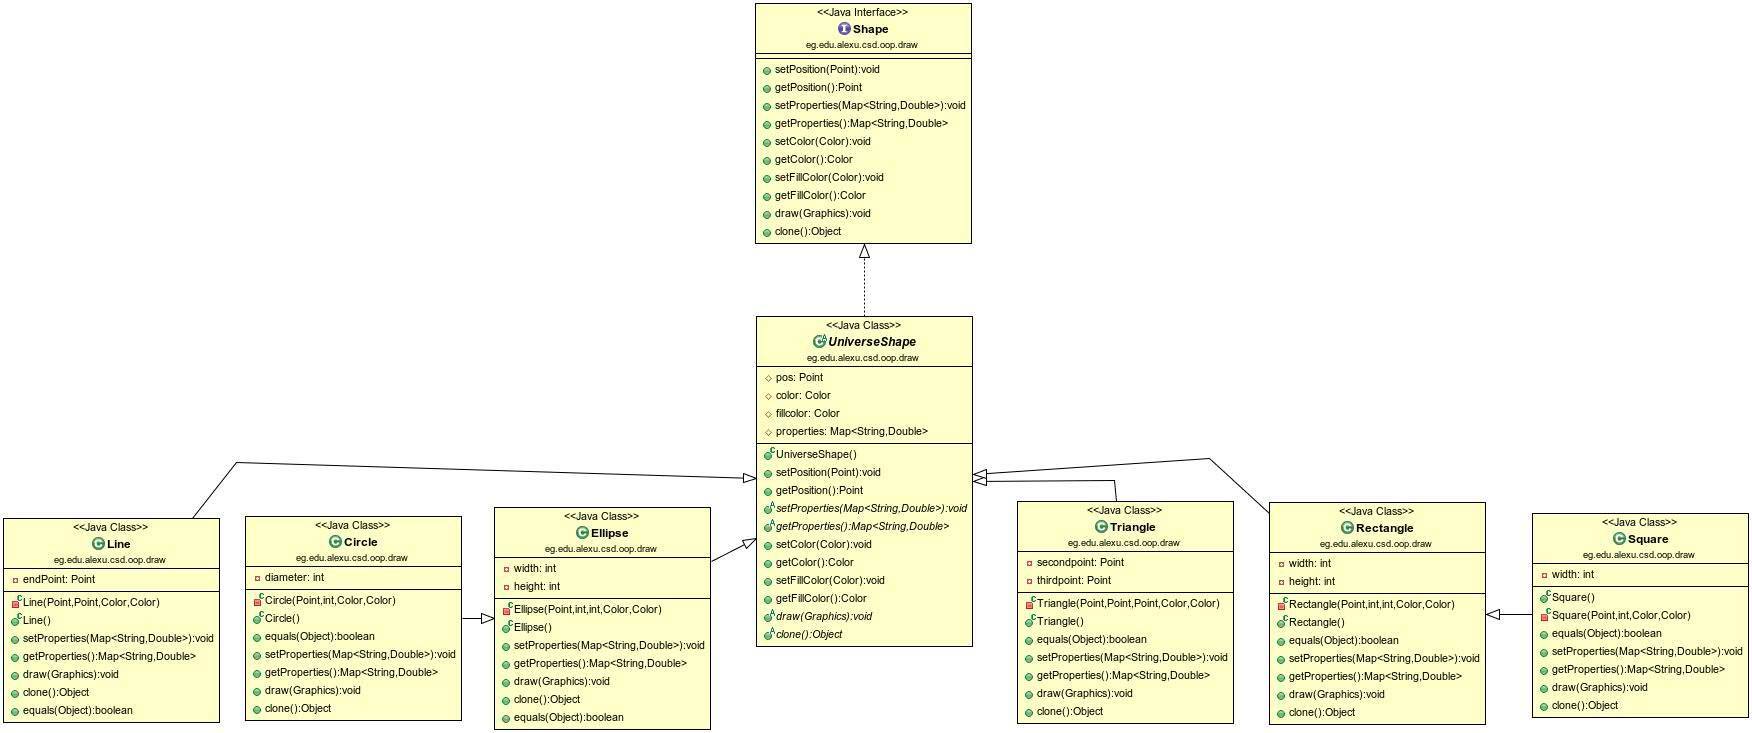 <<Java Interface>>
Shape
eg.edu.alexu.csd.oop.draw
setPosition(Point):void
getPosition():Point
setProperties(Map<String,Double>):void
getProperties():Map<String,Double>
setColor(Color):void
getColor():Color
setFillColor(Color):void
getFillColor():Color
draw(Graphics):void
clone():Object
<<Java Class>>
UniverseShape
eg.edu.alexu.csd.oop.draw
pos: Point
color: Color
fillcolor: Color
properties: Map<String,Double>
UniverseShape()
setPosition(Point):void
getPosition():Point
setProperties(Map<String,Double>):void
getProperties():Map<String,Double>
setColor(Color):void
getColor():Color
setFillColor(Color):void
getFillColor():Color
draw(Graphics):void
clone():Object
<<Java Class>>
Line
eg.edu.alexu.csd.oop.draw
endPoint: Point
Line(Point,Point,Color,Color)
Line()
setProperties(Map<String,Double>):void
getProperties():Map<String,Double>
draw(Graphics):void
clone():Object
equals(Object):boolean
<<Java Class>>
Circle
eg.edu.alexu.csd.oop.draw
diameter: int
Circle(Point,int,Color,Color)
Circle()
equals(Object):boolean
setProperties(Map<String,Double>):void
getProperties():Map<String,Double>
draw(Graphics):void
clone():Object
<<Java Class>>
Ellipse
eg.edu.alexu.csd.oop.draw
width: int
height: int
Ellipse(Point,int,int,Color,Color)
Ellipse()
setProperties(Map<String,Double>):void
getProperties():Map<String,Double>
draw(Graphics):void
clone():Object
equals(Object):boolean
<<Java Class>>
Triangle
eg.edu.alexu.csd.oop.draw
secondpoint: Point
thirdpoint: Point
Triangle(Point,Point,Point,Color,Color)
Triangle()
equals(Object):boolean
setProperties(Map<String,Double>):void
getProperties():Map<String,Double>
draw(Graphics):void
clone():Object
<<Java Class>>
Rectangle
eg.edu.alexu.csd.oop.draw
width: int
height: int
Rectangle(Point,int,int,Color,Color)
Rectangle()
equals(Object):boolean
setProperties(Map<String,Double>):void
getProperties():Map<String,Double>
draw(Graphics):void
clone():Object
<<Java Class>>
Square
eg.edu.alexu.csd.oop.draw
width: int
Square()
Square(Point,int,Color,Color)
equals(Object):boolean
setProperties(Map<String,Double>):void
getProperties():Map<String,Double>
draw(Graphics):void
clone():Object